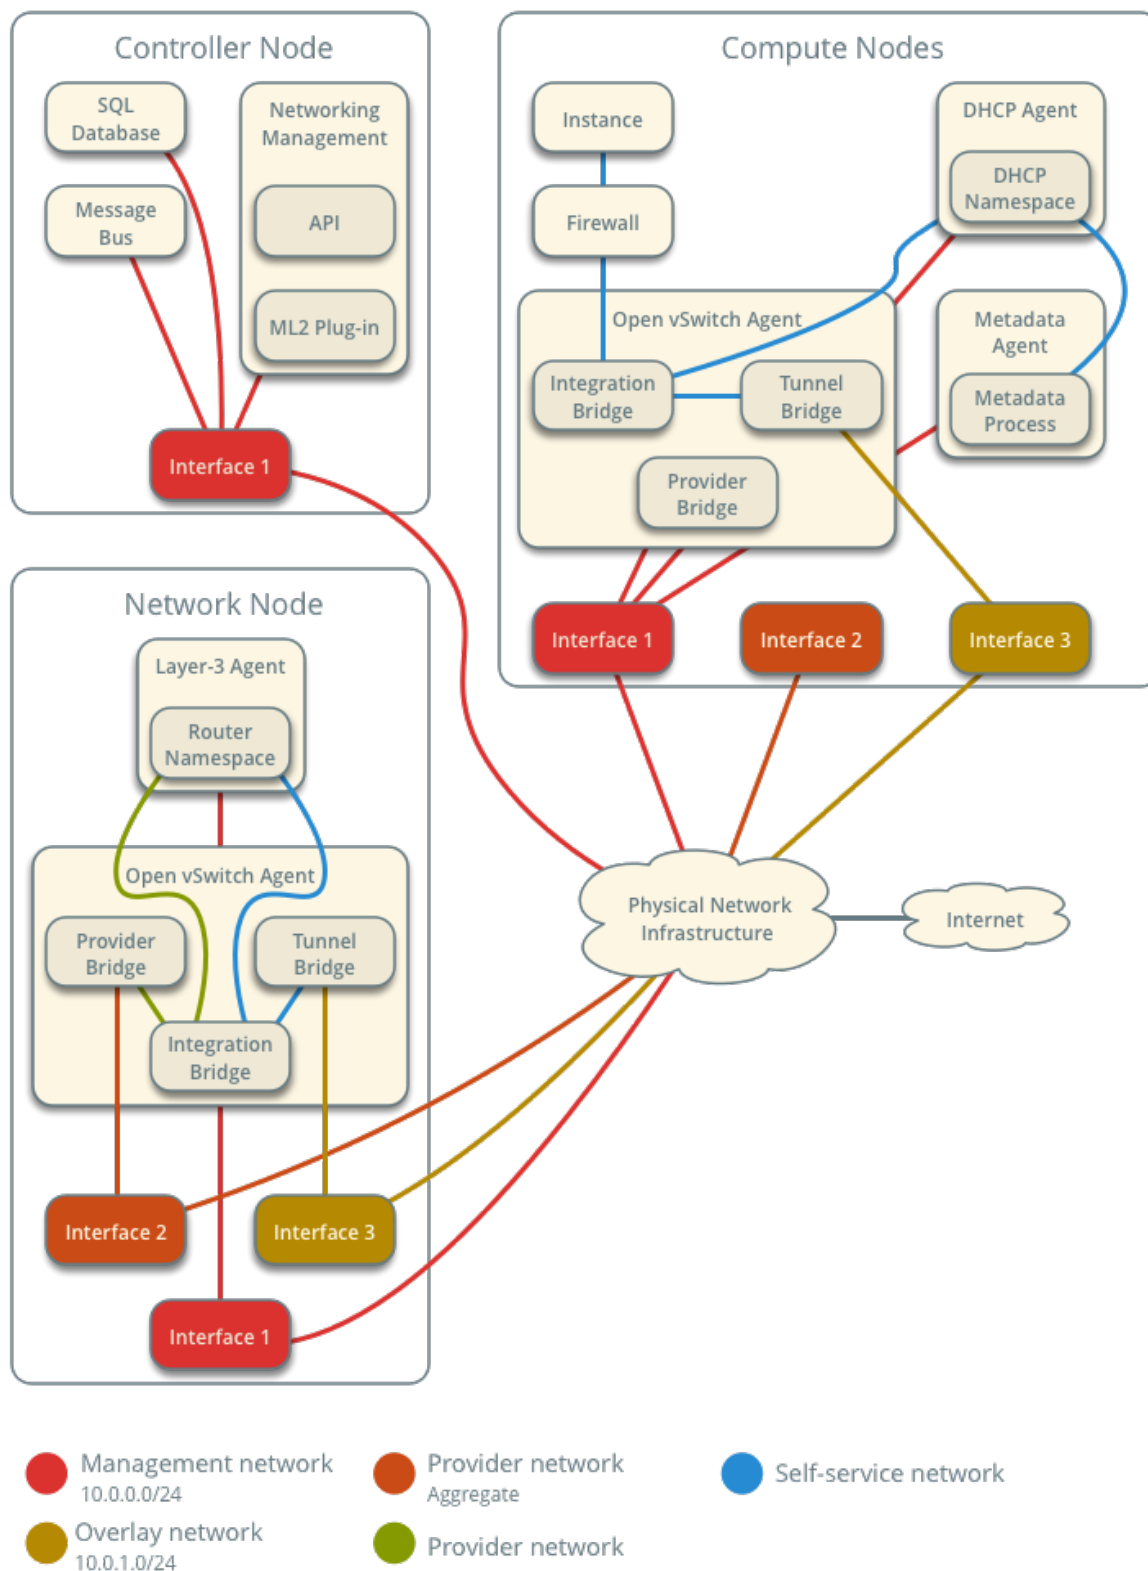 Controller Node
SQL
Database
Networking
Management
Message
Bus
API
ML2 Plug-in
Interface 1
Compute Nodes
Instance
DHCP Agent
DHCP
Namespace
Firewall
Open vSwitch Agent
Metadata
Agent
Integration
Bridge
Tunnel
Bridge
Metadata
Process
Provider
Bridge
Interface 1
Interface 2
Interface 3
Network Node
Layer-3 Agent
Router
Namespace
Open vSwitch Agent
Provider
Bridge
Tunnel
Bridge
Integration
Bridge
Interface 2
Interface 3
Interface 1
Physical Network
Infrastructure
Internet
Management network
10.0.0.0/24
Provider network
Aggregate
Self-service network
Overlay network
10.0.1.0/24
Provider network